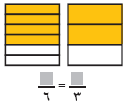 ٦ = ٣